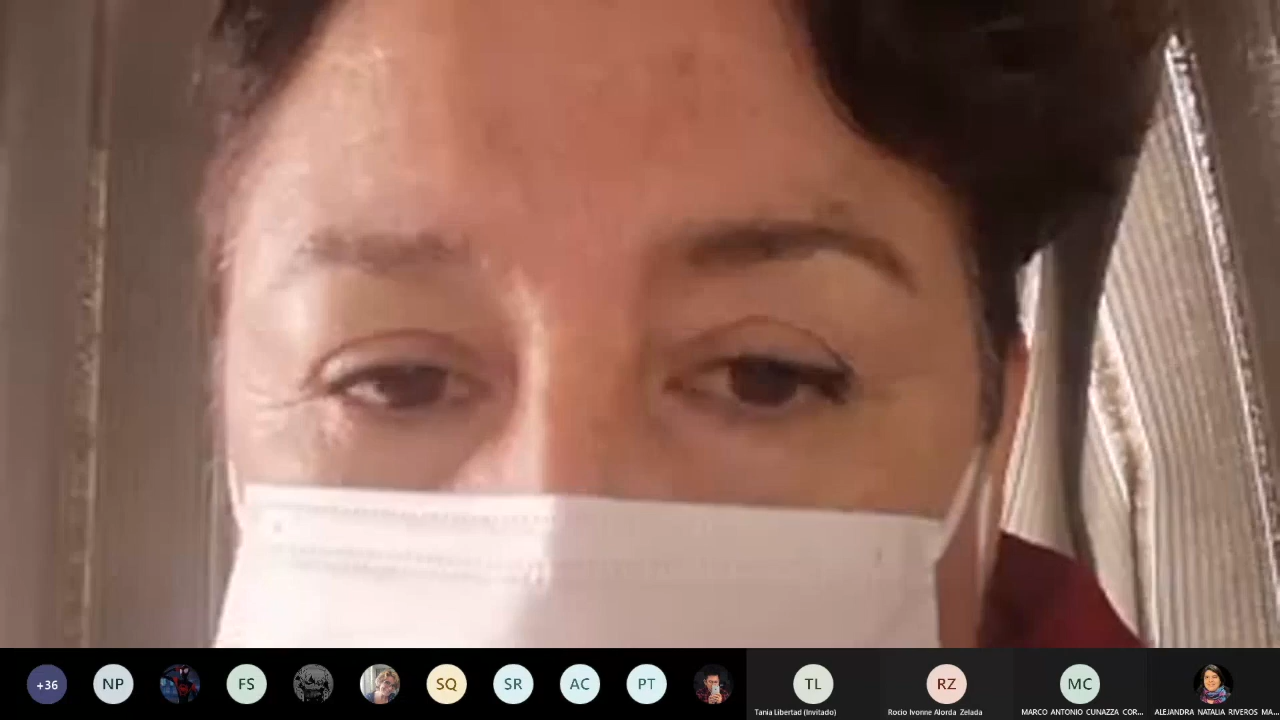 +36
NP
FS
SQ
SR
AC
PT
TL
RZ
MC
Tania Libertad (Invitado)
Rocio Ivonne Alorda Zelada
MARCO ANTONIO CUNAZZA COR...
ALEJANDRA NATALIA RIVEROS MA...